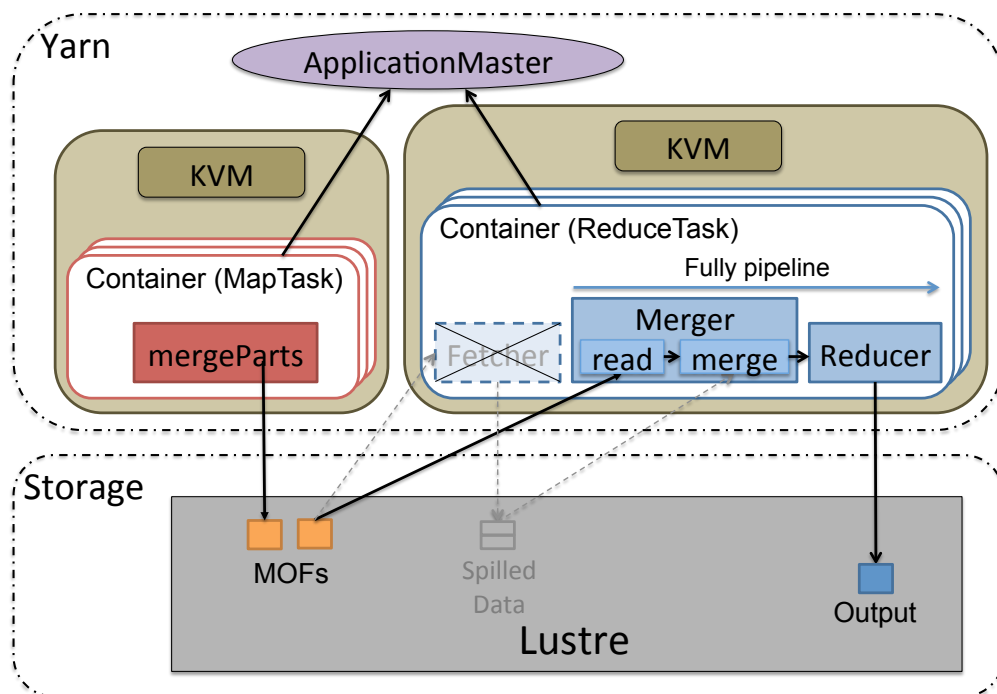 Yarn
ApplicationMaster
KVM
KVM
Container (MapTask)
mergeParts
Container (ReduceTask)
Fully pipeline
Fetcher
Merger
read
merge
Reducer
Storage
MOFs
Spilled
Data
Output
Lustre